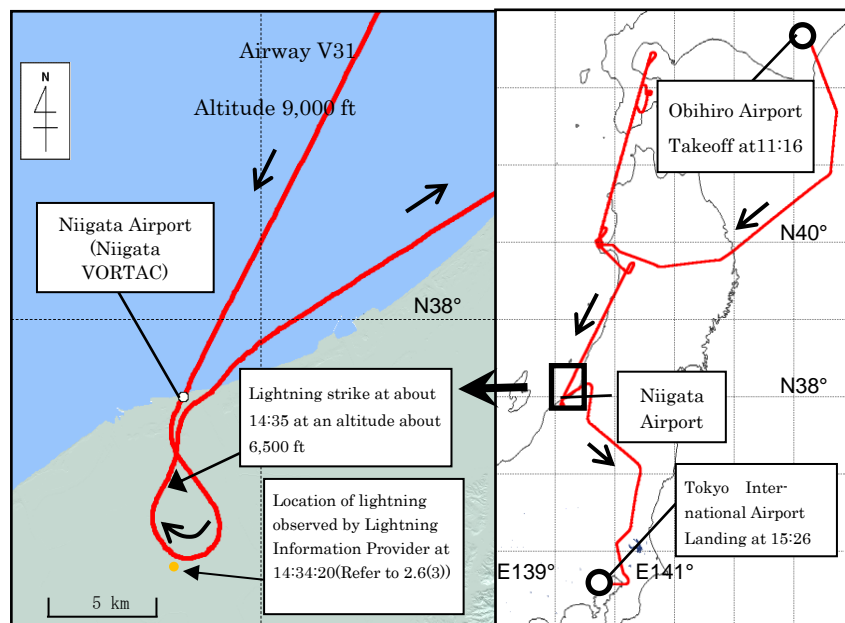 Airway V31
N
Altitude 9,000 ft
Niigata Airport
(Niigata
VORTAC)
N38°
Lightning strike at about
14:35 at an altitude about
6,500 ft
Location of lightning
observed by Lightning
Information Provider at
14:34:20(Refer to 2.6(3))
5 km
Obihiro Airport
Takeoff at11:16
N40°
N38°
Niigata
Airport
Tokyo Inter-
national Airport
Landing at 15:26
E139°
E141°